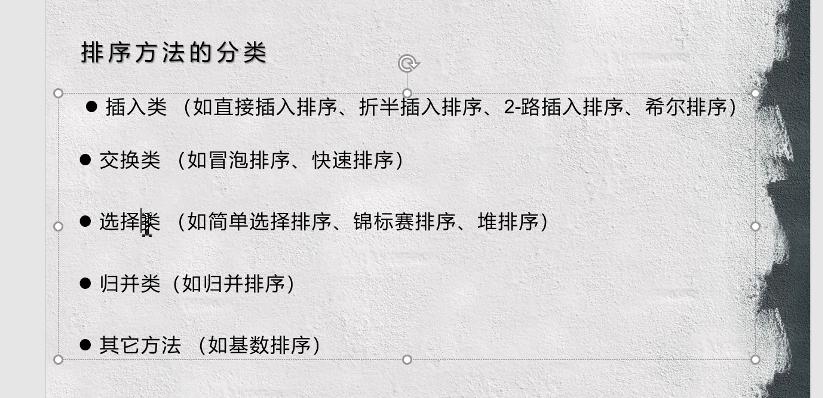 排序方法的分类
● 插入类 （如直接插入排序、折半插入排序、2-路插入排序、希尔排序）
● 交换类 （如冒泡排序、快速排序）
● 选择类 （如简单选择排序、锦标赛排序、堆排序）
● 归并类（如归并排序）
● 其它方法 （如基数排序）